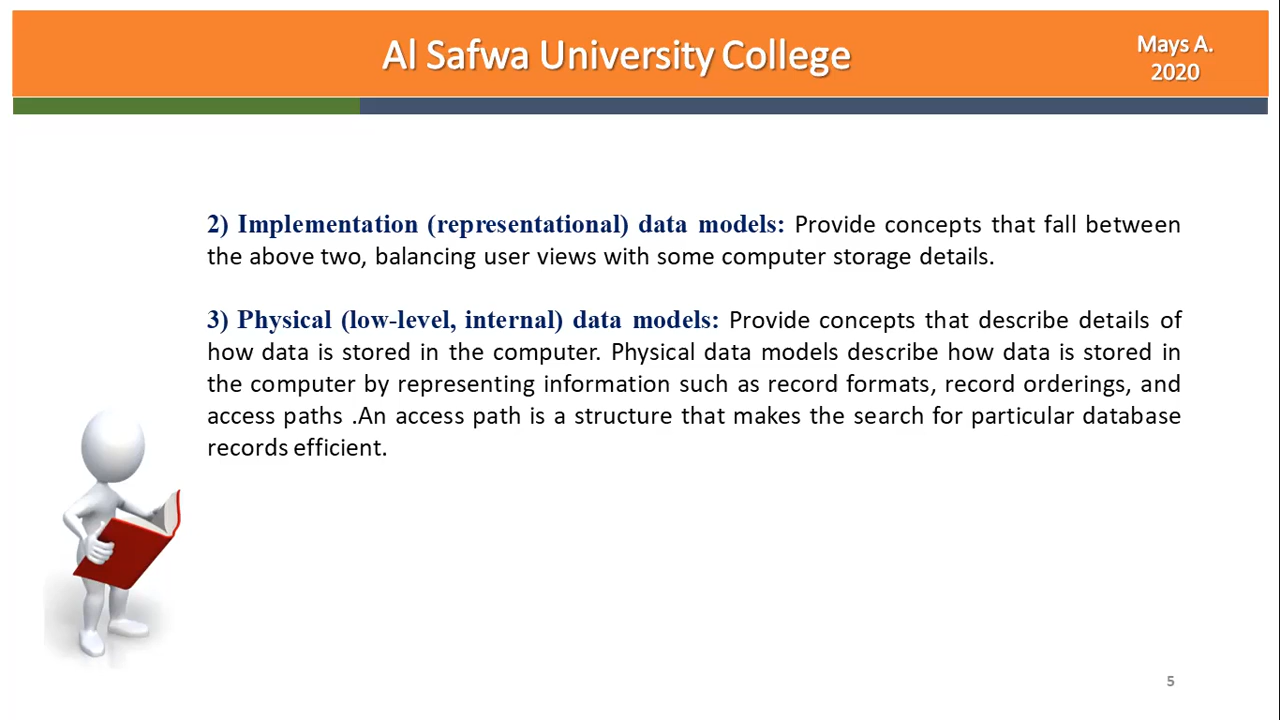 Al Safwa University College
Mays A.
2020
2) Implementation (representational) data models: Provide concepts that fall between
the above two, balancing user views with some computer storage details.
3) Physical (low-level, internal) data models: Provide concepts that describe details of
how data is stored in the computer. Physical data models describe how data is stored in
the computer by representing information such as record formats, record orderings, and
access paths .An access path is a structure that makes the search for particular database
records efficient.
5